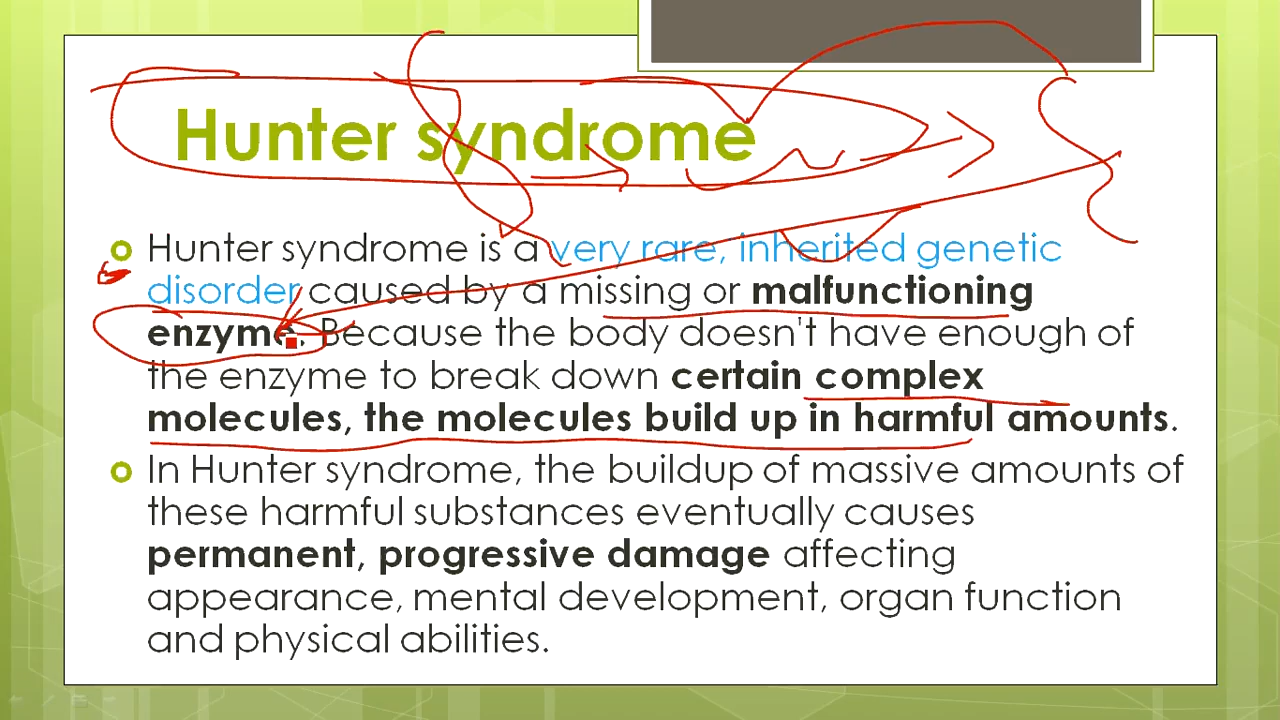 Hunter syndrome
Hunter syndrome is a very rare, inherited genetic
disorder caused by a missing or malfunctioning
enzyme. Because the body doesn't have enough of
the enzyme to break down certain complex
molecules, the molecules build up in harmful amounts.
In Hunter syndrome, the buildup of massive amounts of
these harmful substances eventually causes
permanent, progressive damage affecting
appearance, mental development, organ function
and physical abilities.